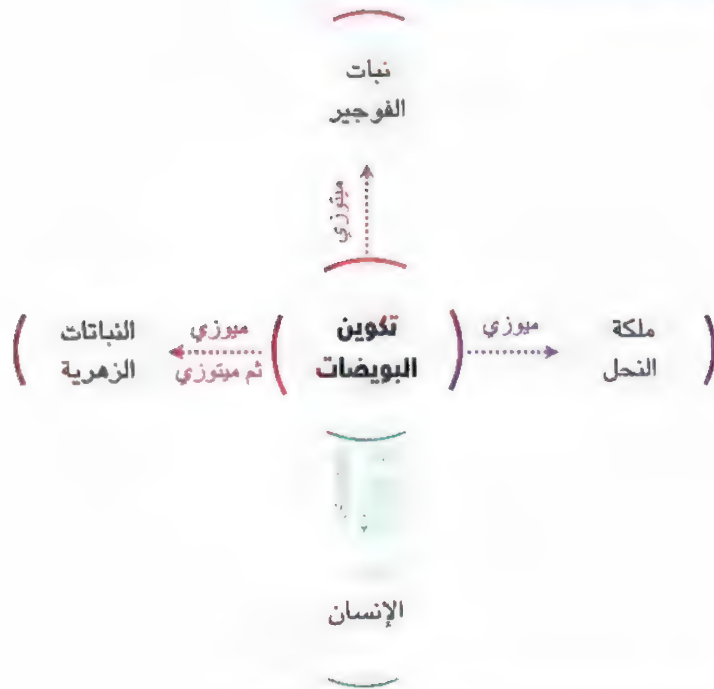 نبات
الفوجير
ميتوزي
تكوين
البويضات
ميوزي
ملكة
النحل
ميوزي
ثم ميتوزي
النباتات
الزهرية
الإنسان